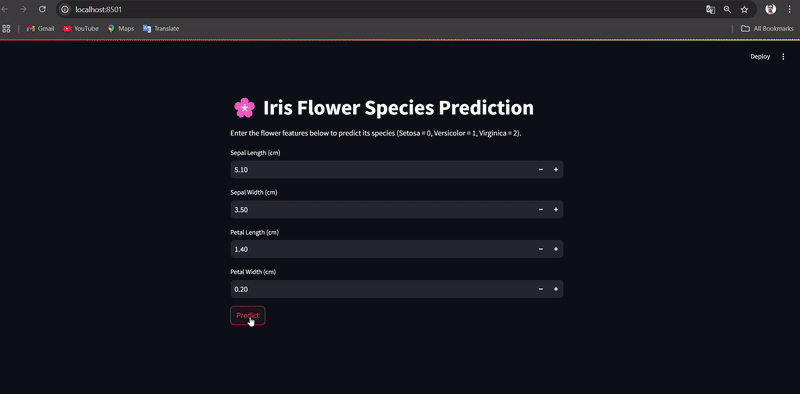 localhost:8501
Gmail YouTube Maps Translate All Bookmarks
Deploy
Iris Flower Species Prediction
Enter the flower features below to predict its species (Setosa = 0, Versicolor = 1, Virginica = 2).
Sepal Length (cm)
5.10
Sepal Width (cm)
3.50
Petal Length (cm)
1.40
Petal Width (cm)
0.20
Predict